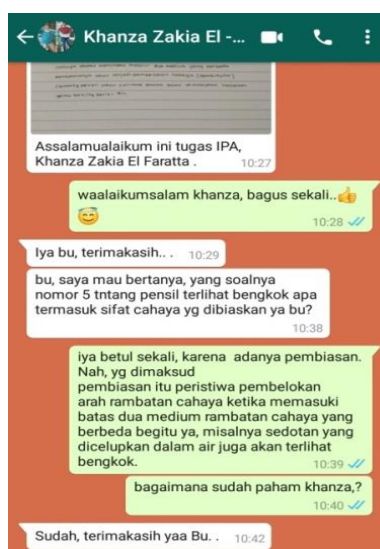 Khanza Zakia El -...
Assalamualaikum ini tugas IPA,
Khanza Zakia El Faratta .
10:27
waalaikumsalam khanza, bagus sekali..👍
😇
10:28
Iya bu, terimakasih.. .
10:29
bu, saya mau bertanya, yang soalnya
nomor 5 tntang pensil terlihat bengkok apa
termasuk sifat cahaya yg dibiaskan ya bu?
10:38
iya betul sekali, karena adanya pembiasan.
Nah, yg dimaksud
pembiasan itu peristiwa pembelokan
arah rambatan cahaya ketika memasuki
batas dua medium rambatan cahaya yang
berbeda begitu ya, misalnya sedotan yang
dicelupkan dalam air juga akan terlihat
bengkok.
10:39
bagaimana sudah paham khanza,?
10:40
Sudah, terimakasih yaa Bu. .
10:42